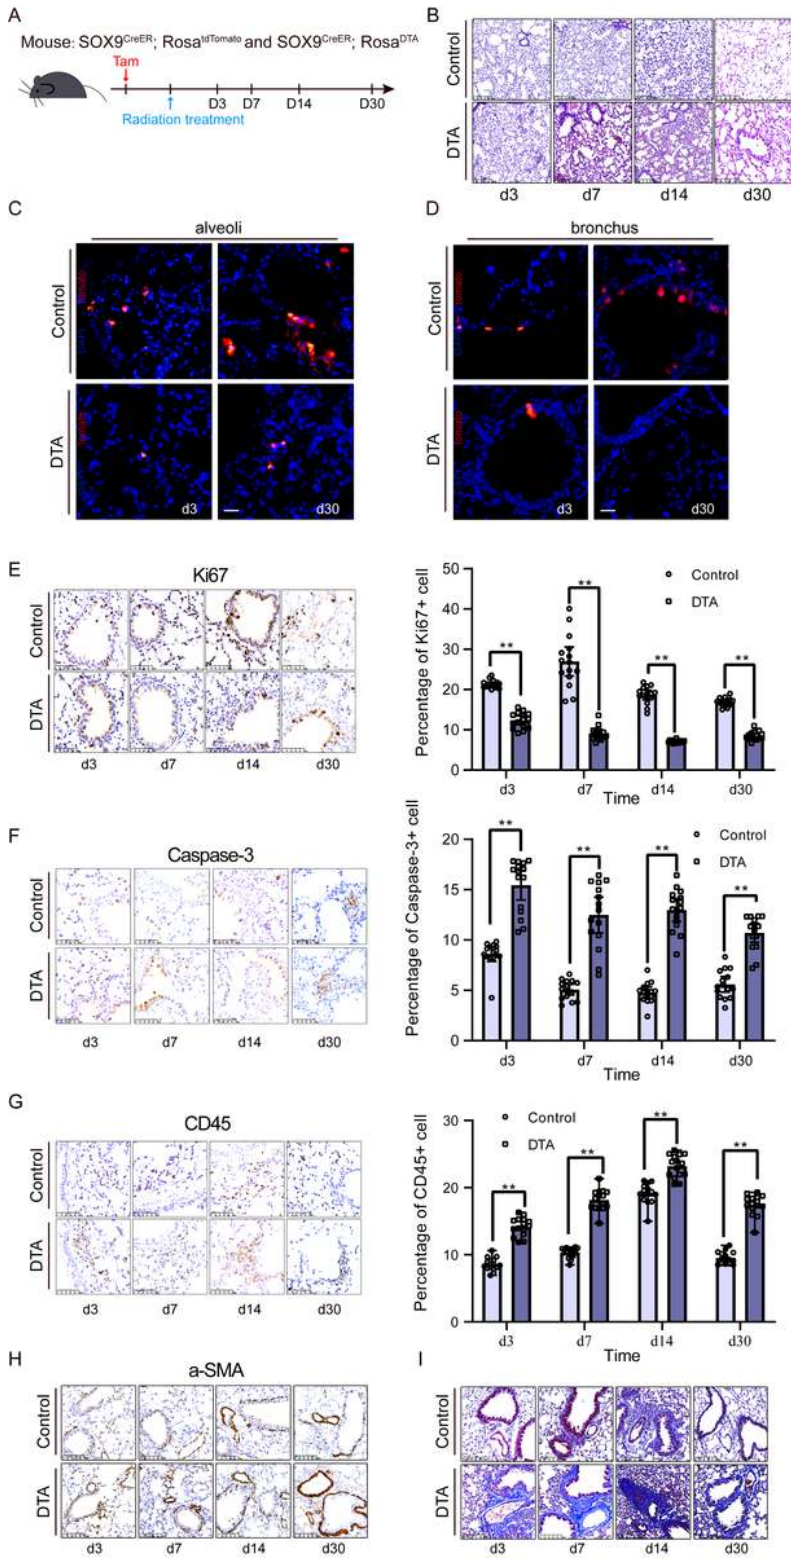 A
Mouse: SOX9CreER; RosatdTomato and SOX9CreER; RosaDTA
Tam
D3 D7 D14 D30
Radiation treatment
B
Control
DTA
d3 d7 d14 d30
C
alveoli
Control
DTA
d3 d30
D
bronchus
Control
DTA
d3 d30
E
Ki67
Control
DTA
d3 d7 d14 d30
Percentage of Ki67+ cell
50
40
30
20
10
0
Control
DTA
** ** ** **
d3 d7 d14 d30
Time
F
Caspase-3
Control
DTA
d3 d7 d14 d30
Percentage of Caspase-3+ cell
20
15
10
5
0
Control
DTA
** ** ** **
d3 d7 d14 d30
Time
G
CD45
Control
DTA
d3 d7 d14 d30
Percentage of CD45+ cell
30
20
10
0
Control
DTA
** ** ** **
d3 d7 d14 d30
Time
H
a-SMA
Control
DTA
d3 d7 d14 d30
I
Control
DTA
d3 d7 d14 d30